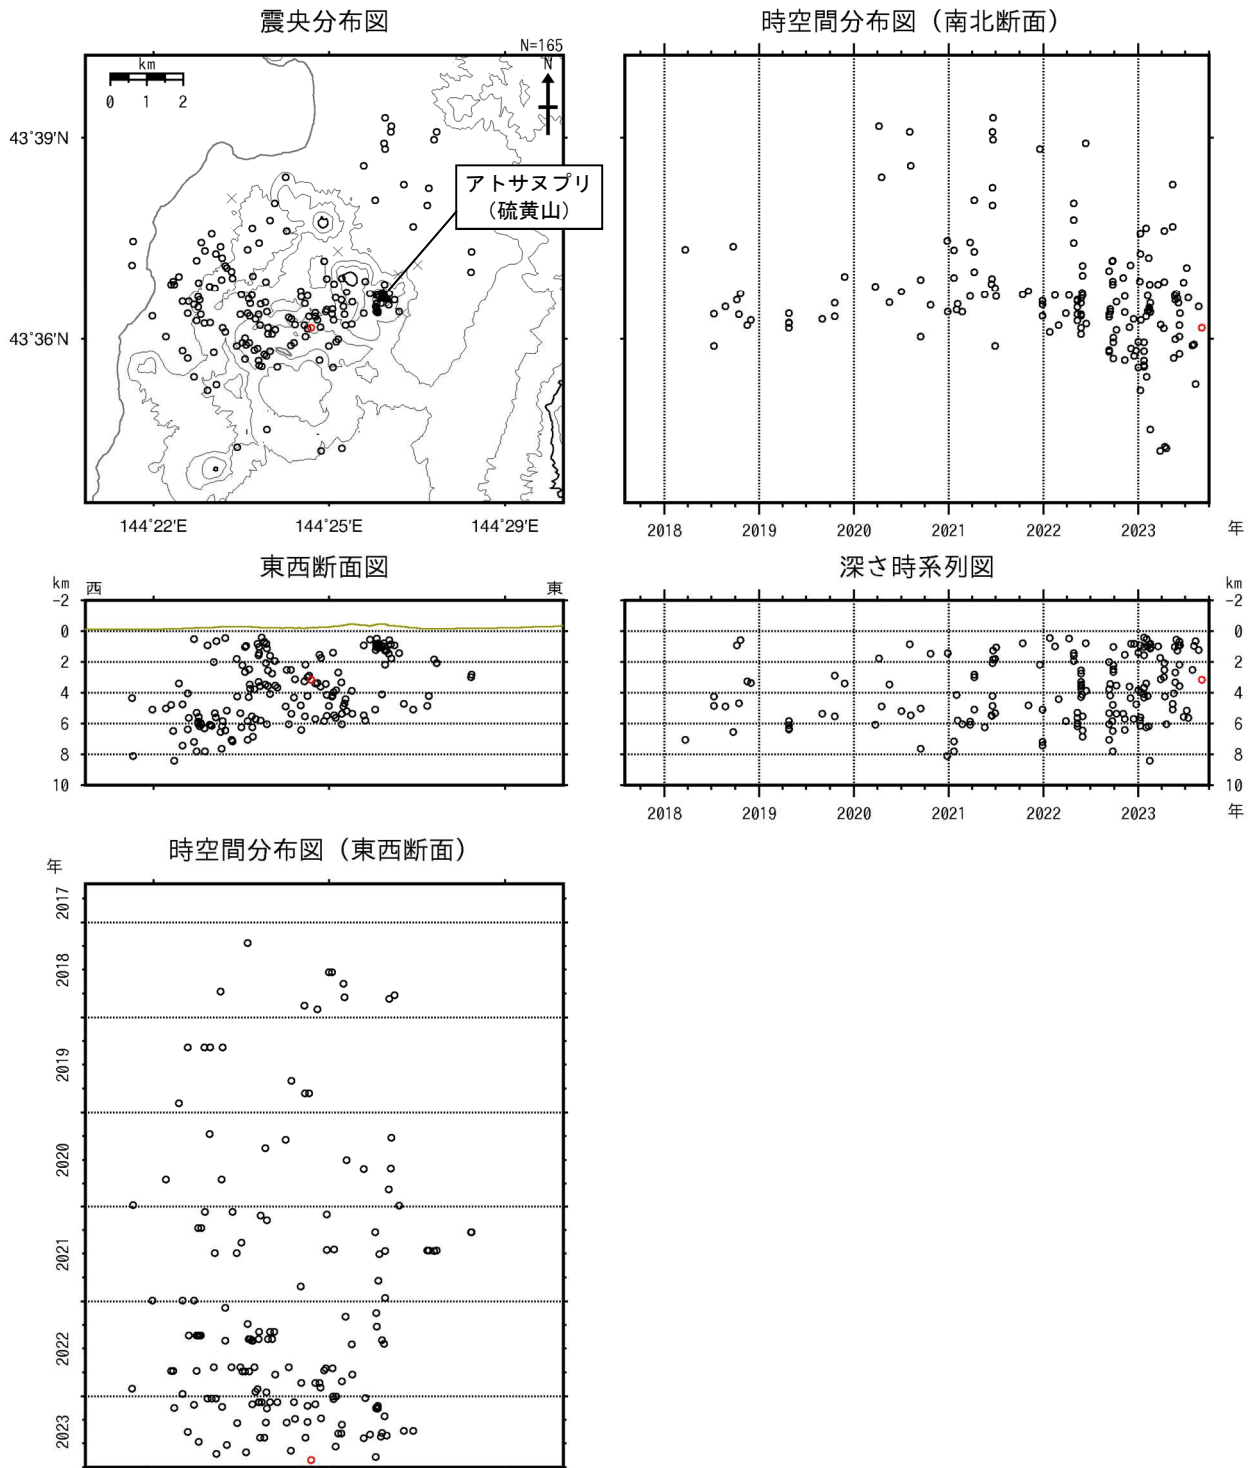 震央分布図
N=165
km
0 1 2
N
43°39'N
43°36'N
アトサヌプリ
（硫黄山）
144°22'E 144°25'E 144°29'E
時空間分布図（南北断面）
2018 2019 2020 2021 2022 2023 年
東西断面図
km 西 東
-2
0
2
4
6
8
10
深さ時系列図
km
-2
0
2
4
6
8
10
2018 2019 2020 2021 2022 2023 年
時空間分布図（東西断面）
年
2017
2018
2019
2020
2021
2022
2023